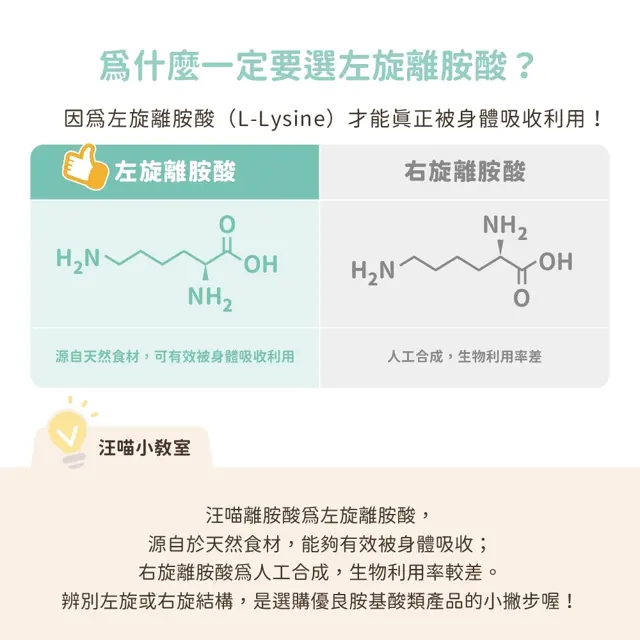 為什麼一定要選左旋離胺酸？
因為左旋離胺酸（L-Lysine）才能真正被身體吸收利用！
左旋離胺酸
右旋離胺酸
O
H₂N
OH
NH₂
NH₂
H₂N
OH
O
源自天然食材，可有效被身體吸收利用
人工合成，生物利用率差
汪喵小教室
汪喵離胺酸為左旋離胺酸，
源自於天然食材，能夠有效被身體吸收；
右旋離胺酸為人工合成，生物利用率較差。
辨別左旋或右旋結構，是選購優良胺基酸類產品的小撇步喔！